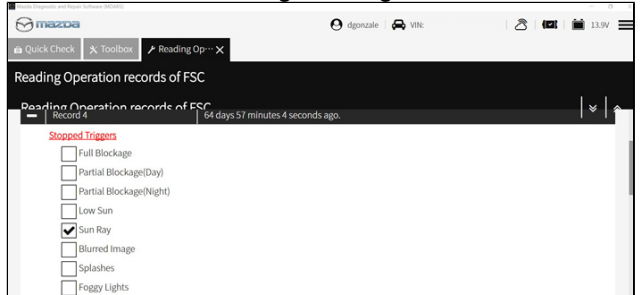 Mazda Diagnostic and Repair Software (MDARS)
mazda dgonzale VIN: 13.9V
Quick Check Toolbox Reading Op··· ×
Reading Operation records of FSC
Reading Operation records of FSC
Record 4 64 days 57 minutes 4 seconds ago.
Stopped Triggers
Full Blockage
Partial Blockage(Day)
Partial Blockage(Night)
Low Sun
Sun Ray
Blurred Image
Splashes
Foggy Lights